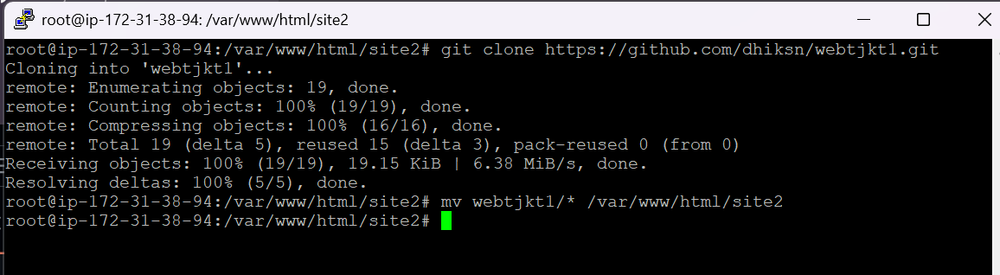 root@ip-172-31-38-94: /var/www/html/site2
root@ip-172-31-38-94:/var/www/html/site2# git clone https://github.com/dhiksn/webtjkt1.git
Cloning into 'webtjkt1'...
remote: Enumerating objects: 19, done.
remote: Counting objects: 100% (19/19), done.
remote: Compressing objects: 100% (16/16), done.
remote: Total 19 (delta 5), reused 15 (delta 3), pack-reused 0 (from 0)
Receiving objects: 100% (19/19), 19.15 KiB | 6.38 MiB/s, done.
Resolving deltas: 100% (5/5), done.
root@ip-172-31-38-94:/var/www/html/site2# mv webtjkt1/* /var/www/html/site2
root@ip-172-31-38-94:/var/www/html/site2#